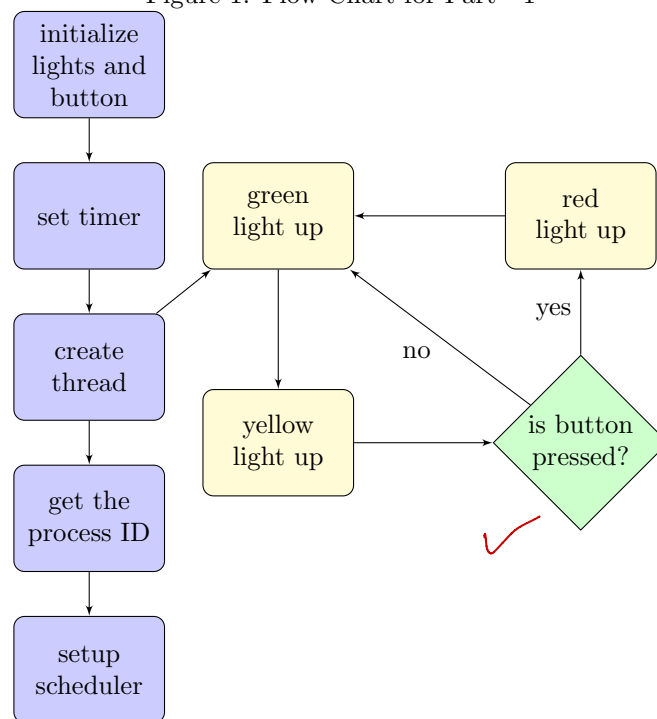 Figure 1: Flow Chart for Part - 1
initialize
lights and
button
set timer
green
light up
red
light up
yes
create
thread
no
yellow
light up
is button
pressed?
get the
process ID
setup
scheduler